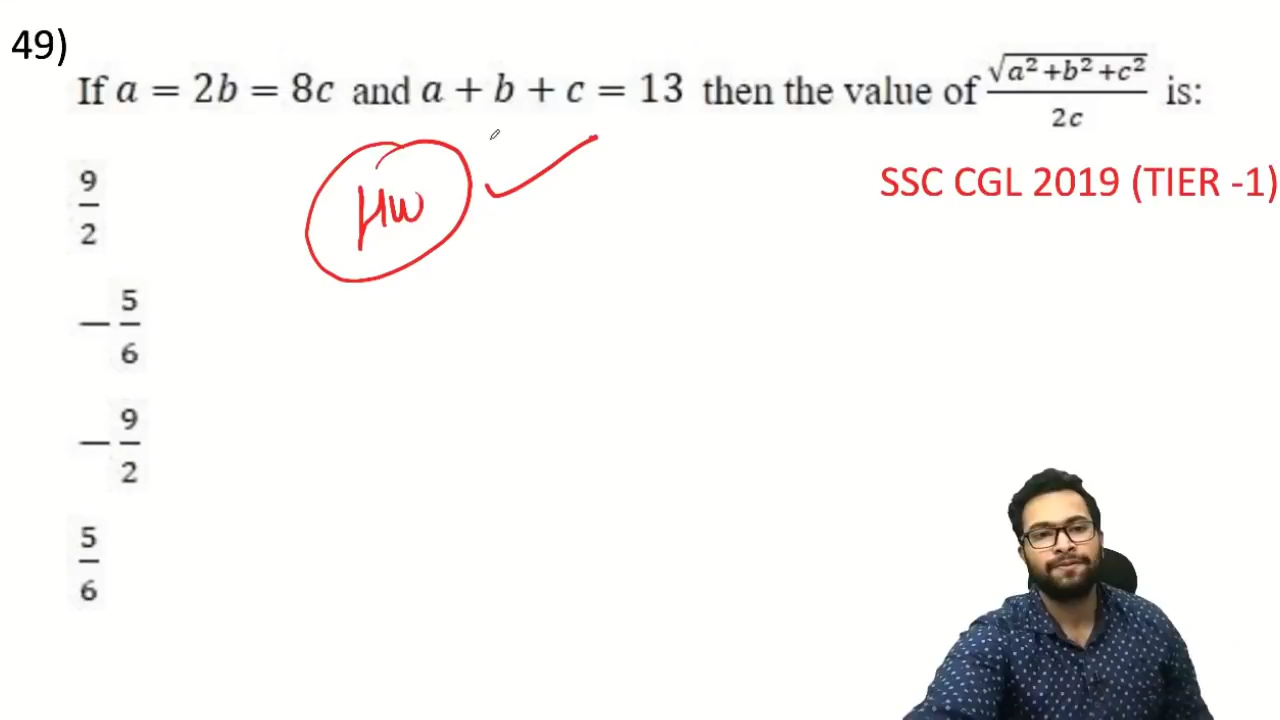 49)
If a = 2b = 8c and a + b + c = 13 then the value of √(a² + b² + c²) / 2c is:
HW
SSC CGL 2019 (TIER -1)
9/2
− 5/6
− 9/2
5/6